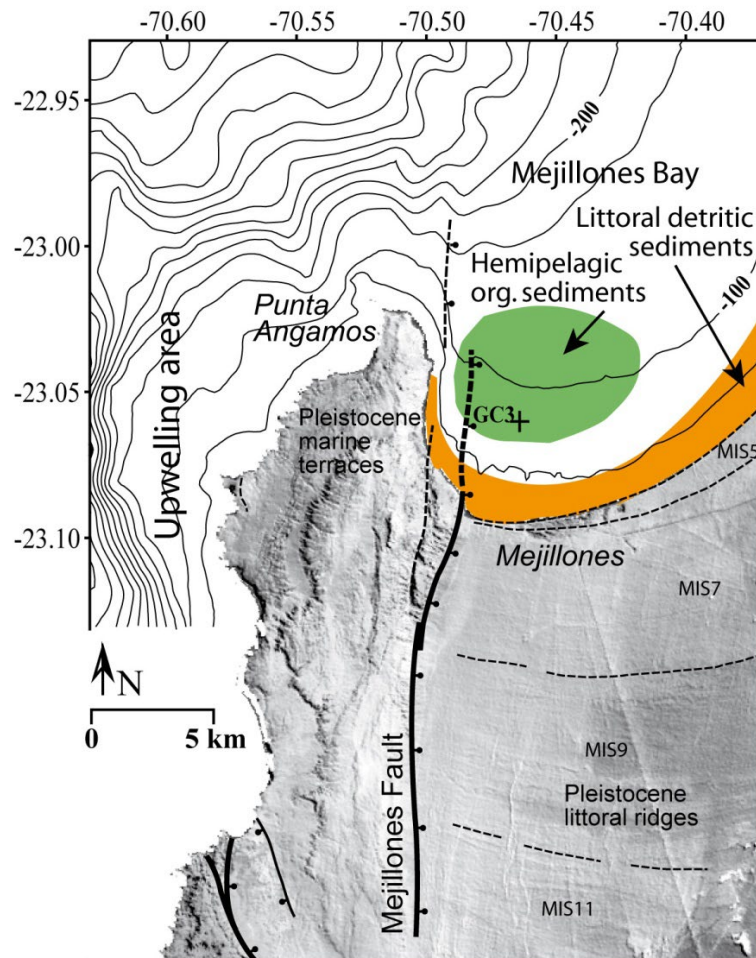 -70.60 -70.55 -70.50 -70.45 -70.40
-22.95
-200
Mejillones Bay
-23.00
Littoral detritic
sediments
Hemipelagic
org. sediments
-100
Punta
Angamos
Upwelling area
-23.05
GC3
Pleistocene
marine
terraces
MIS5
-23.10
Mejillones
MIS7
N
0 5 km
Mejillones Fault
MIS9
Pleistocene
littoral ridges
MIS11